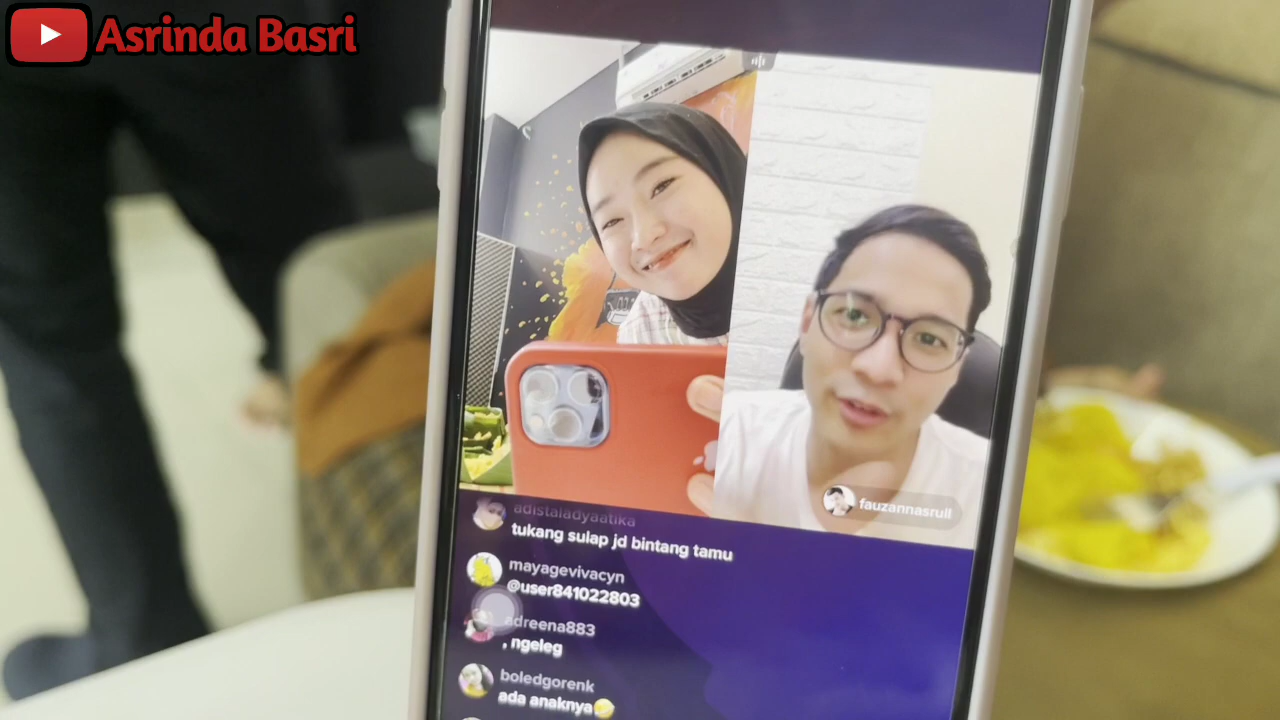 Asrinda Basri
fauzannasrull
adistaladyaatika
tukang sulap jd bintang tamu
mayagevivacyn
@user841022803
adreena883
, ngeleg
boledgorenk
ada anaknya😂